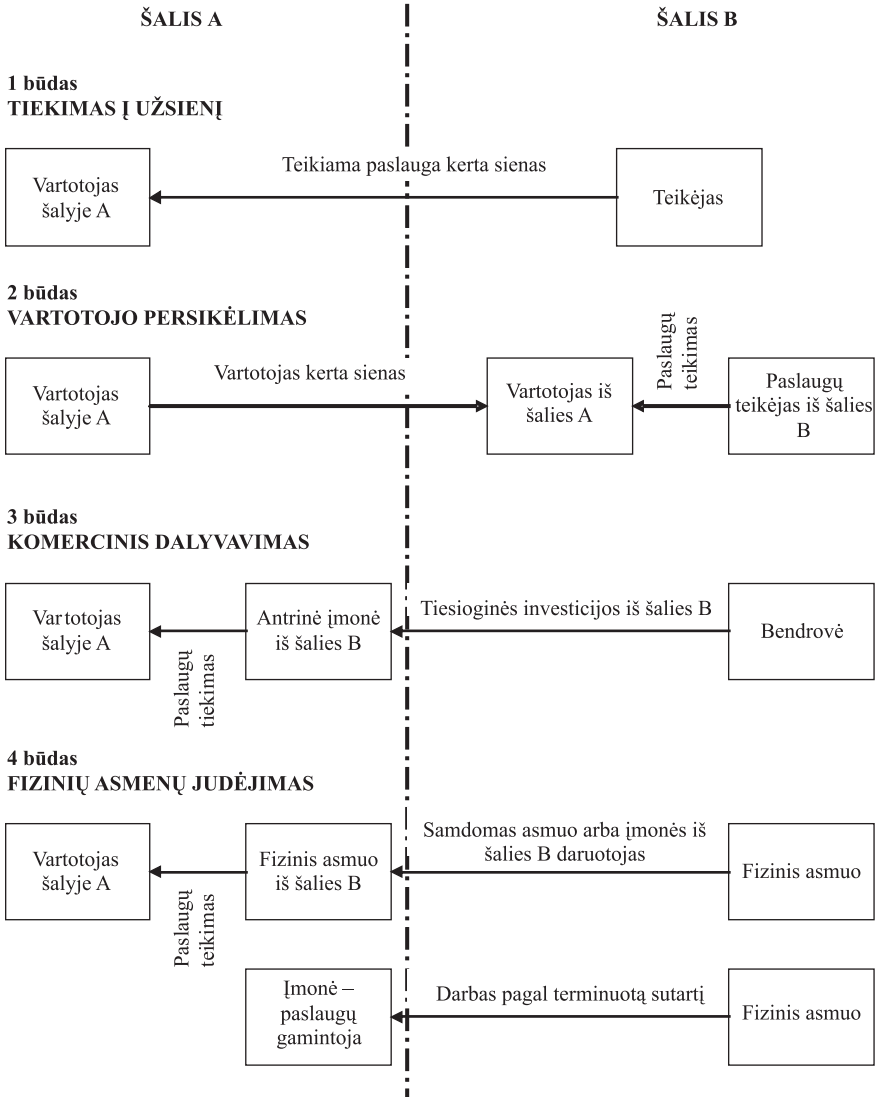 ŠALIS A
ŠALIS B
1 būdas
TIEKIMAS Į UŽSIENĮ
Vartotojas
šalyje A
Teikiama paslauga kerta sienas
Teikėjas
2 būdas
VARTOTOJO PERSIKĖLIMAS
Vartotojas
šalyje A
Vartotojas kerta sienas
Vartotojas iš
šalies A
Paslaugų
teikimas
Paslaugų
teikėjas iš šalies
B
3 būdas
KOMERCINIS DALYVAVIMAS
Vartotojas
šalyje A
Paslaugų
tiekimas
Antrinė įmonė
iš šalies B
Tiesioginės investicijos iš šalies B
Bendrovė
4 būdas
FIZINIŲ ASMENŲ JUDĖJIMAS
Vartotojas
šalyje A
Paslaugų
teikimas
Fizinis asmuo
iš šalies B
Samdomas asmuo arba įmonės iš
šalies B daruotojas
Fizinis asmuo
Įmonė –
paslaugų
gamintoja
Darbas pagal terminuotą sutartį
Fizinis asmuo